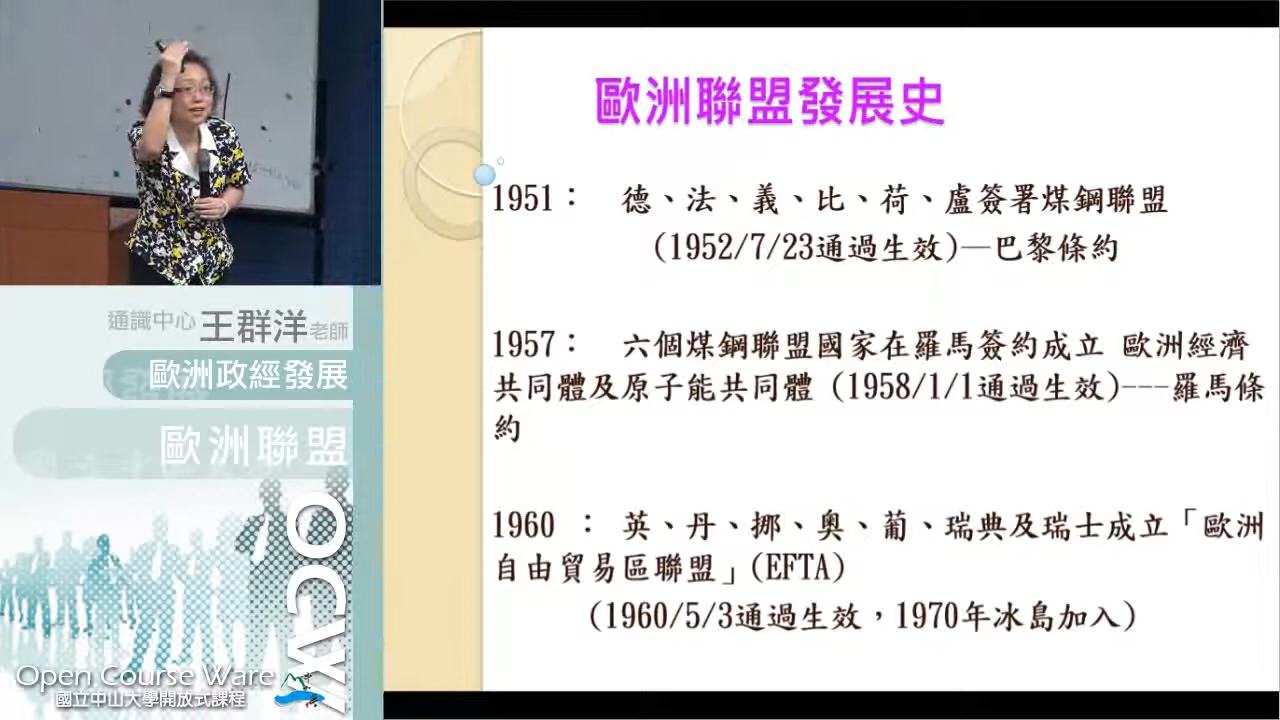 通識中心 王群洋 老師
歐洲政經發展
歐洲聯盟
OCW
Open Course Ware
國立中山大學開放式課程
歐洲聯盟發展史
1951： 德、法、義、比、荷、盧簽署煤鋼聯盟
(1952/7/23通過生效)—巴黎條約
1957： 六個煤鋼聯盟國家在羅馬簽約成立 歐洲經濟
共同體及原子能共同體 (1958/1/1通過生效)---羅馬條
約
1960 ： 英、丹、挪、奧、葡、瑞典及瑞士成立「歐洲
自由貿易區聯盟」(EFTA)
(1960/5/3通過生效，1970年冰島加入)